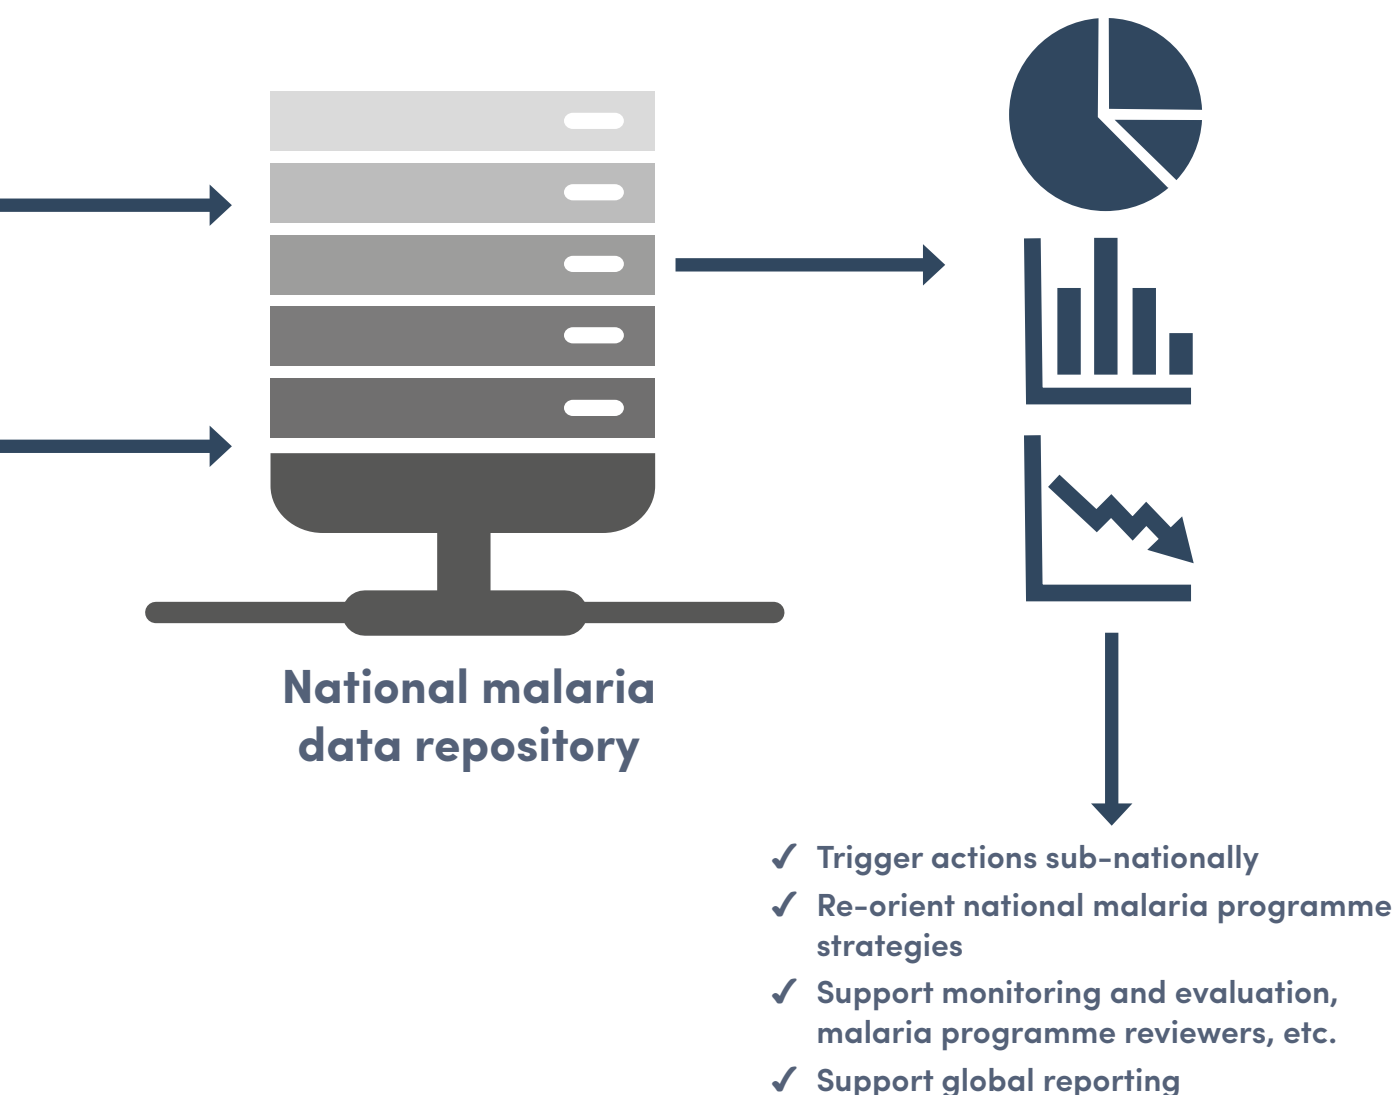 National malaria
data repository
✓ Trigger actions sub-nationally
✓ Re-orient national malaria programme
strategies
✓ Support monitoring and evaluation,
malaria programme reviewers, etc.
✓ Support global reporting